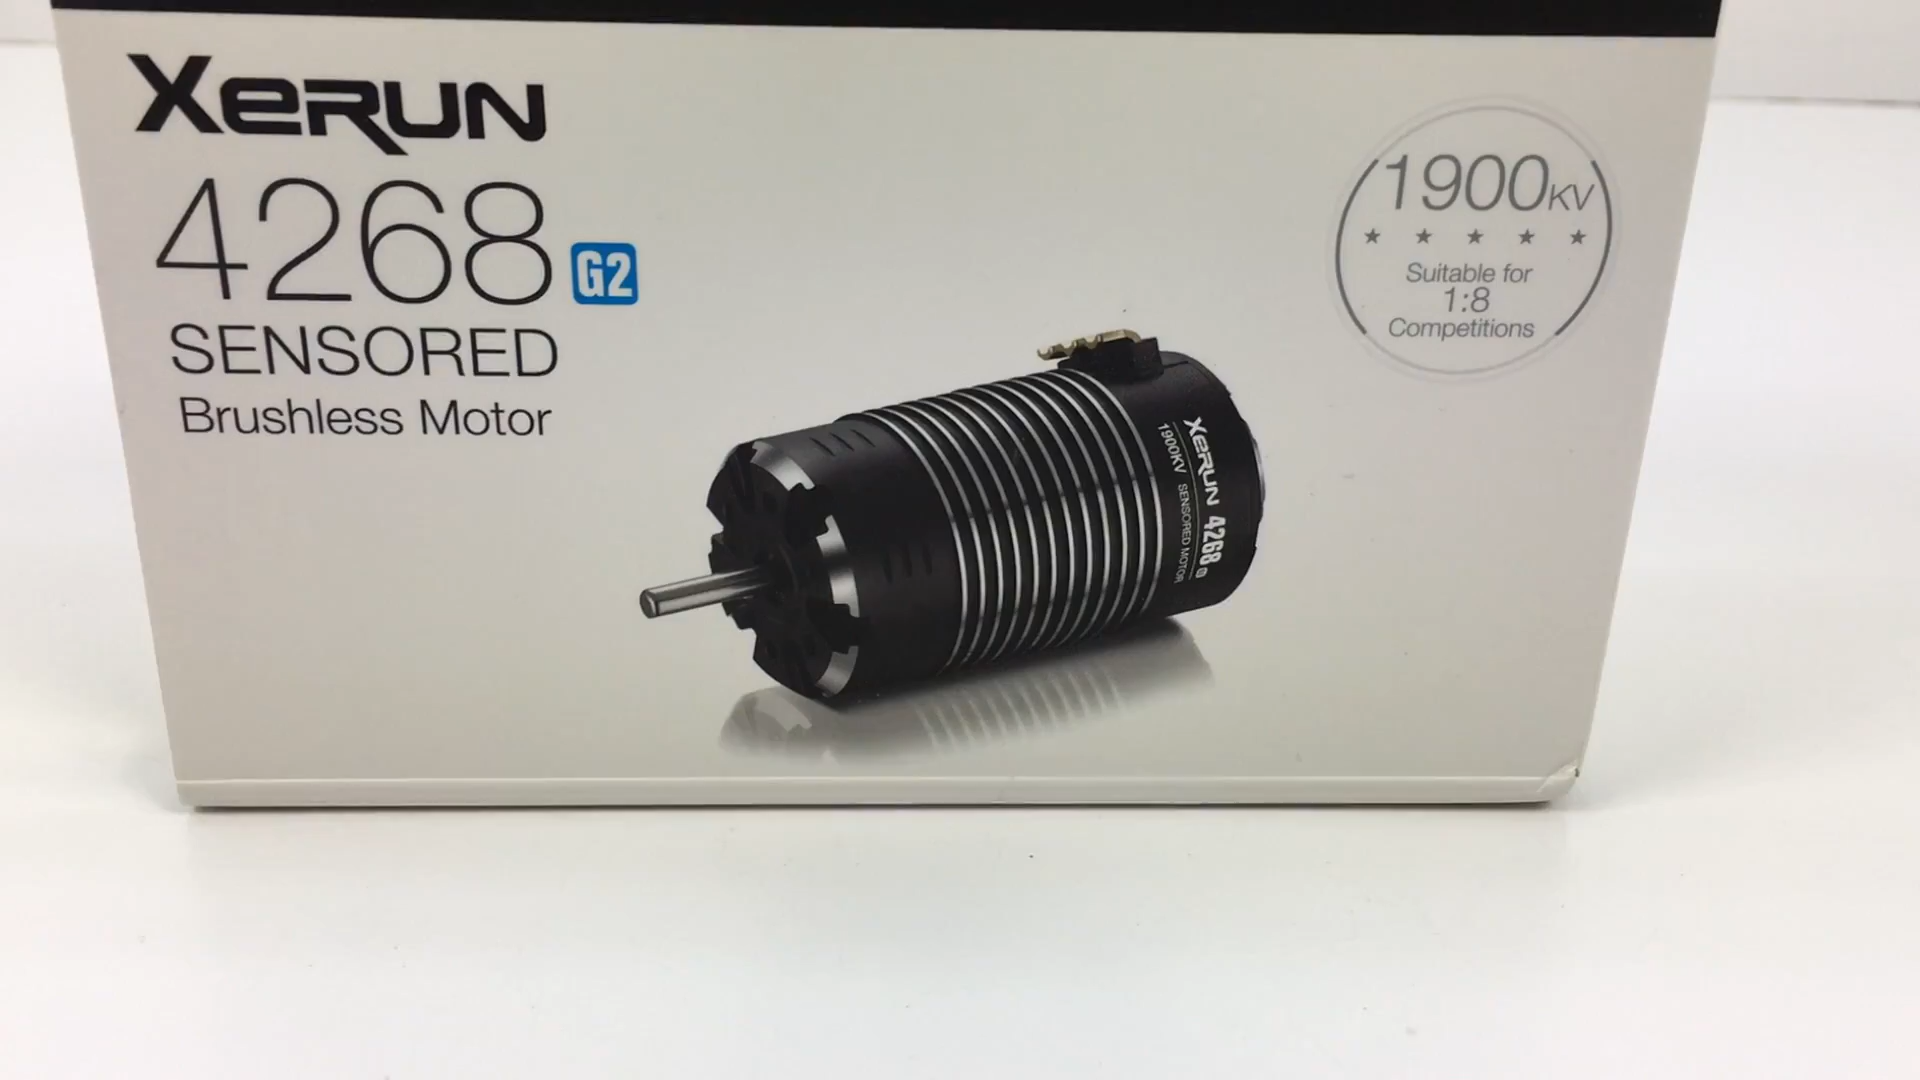 XERUN
4268 G2
SENSORED
Brushless Motor
1900KV
★ ★ ★ ★ ★
Suitable for
1:8
Competitions
XERUN 4268
1900KV SENSORED MOTOR